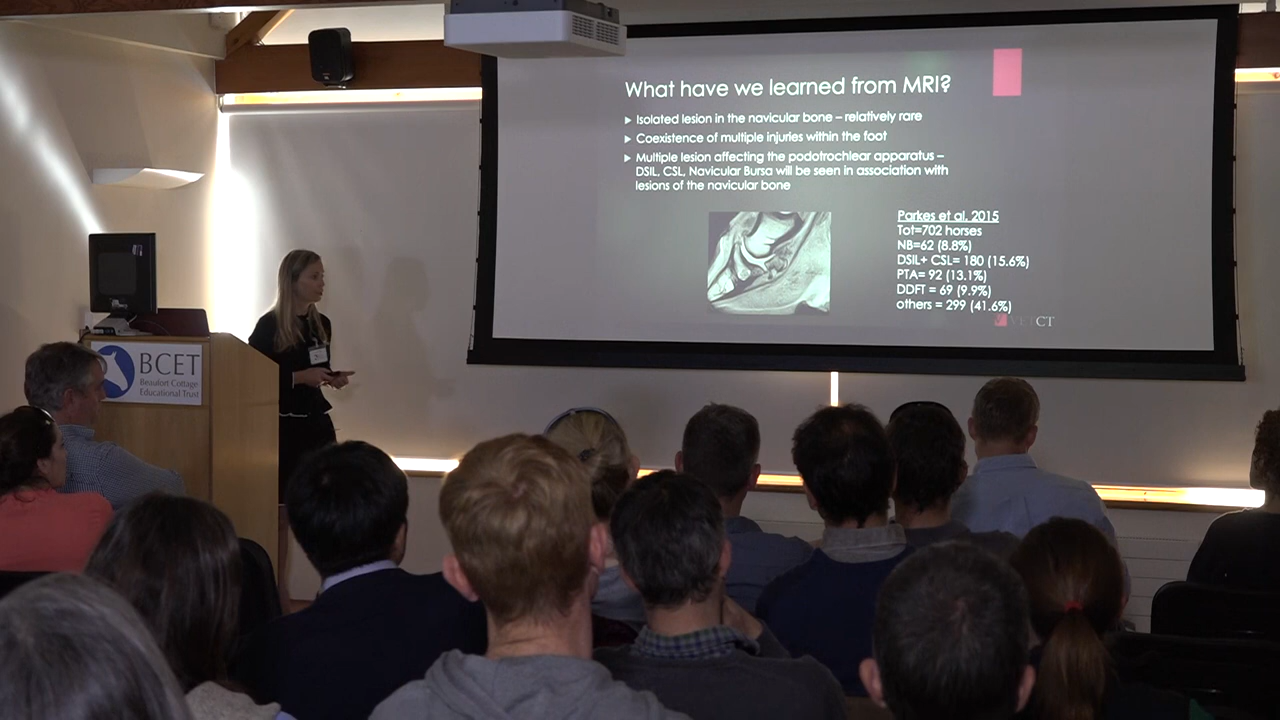 What have we learned from MRI?
Isolated lesion in the navicular bone – relatively rare
Coexistence of multiple injuries within the foot
Multiple lesion affecting the podotrochlear apparatus –
DSIL, CSL, Navicular Bursa will be seen in association with
lesions of the navicular bone
Parkes et al. 2015
Tot=702 horses
NB=62 (8.8%)
DSIL+ CSL= 180 (15.6%)
PTA= 92 (13.1%)
DDFT = 69 (9.9%)
others = 299 (41.6%)
VETCT
BCET
Beaufort Cottage
Educational Trust